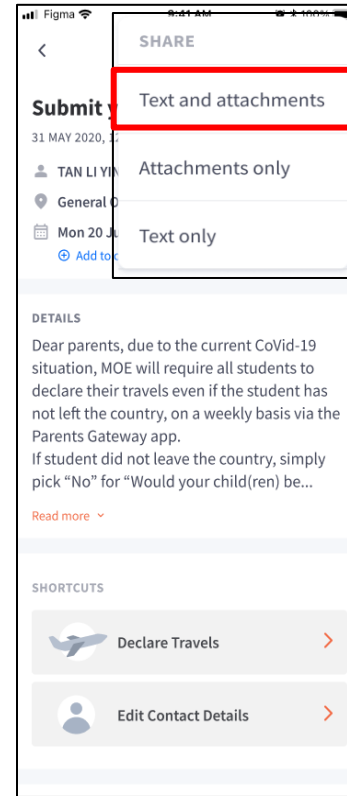 Figma 9:41 AM 100%
SHARE
Submit
Text and attachments
31 MAY 2020,
TAN LI
Attachments only
General
Mon 20
Text only
Add to
DETAILS
Dear parents, due to the current CoVid-19
situation, MOE will require all students to
declare their travels even if the student has
not left the country, on a weekly basis via the
Parents Gateway app.
If student did not leave the country, simply
pick “No” for “Would your child(ren) be...
Read more
SHORTCUTS
Declare Travels
Edit Contact Details